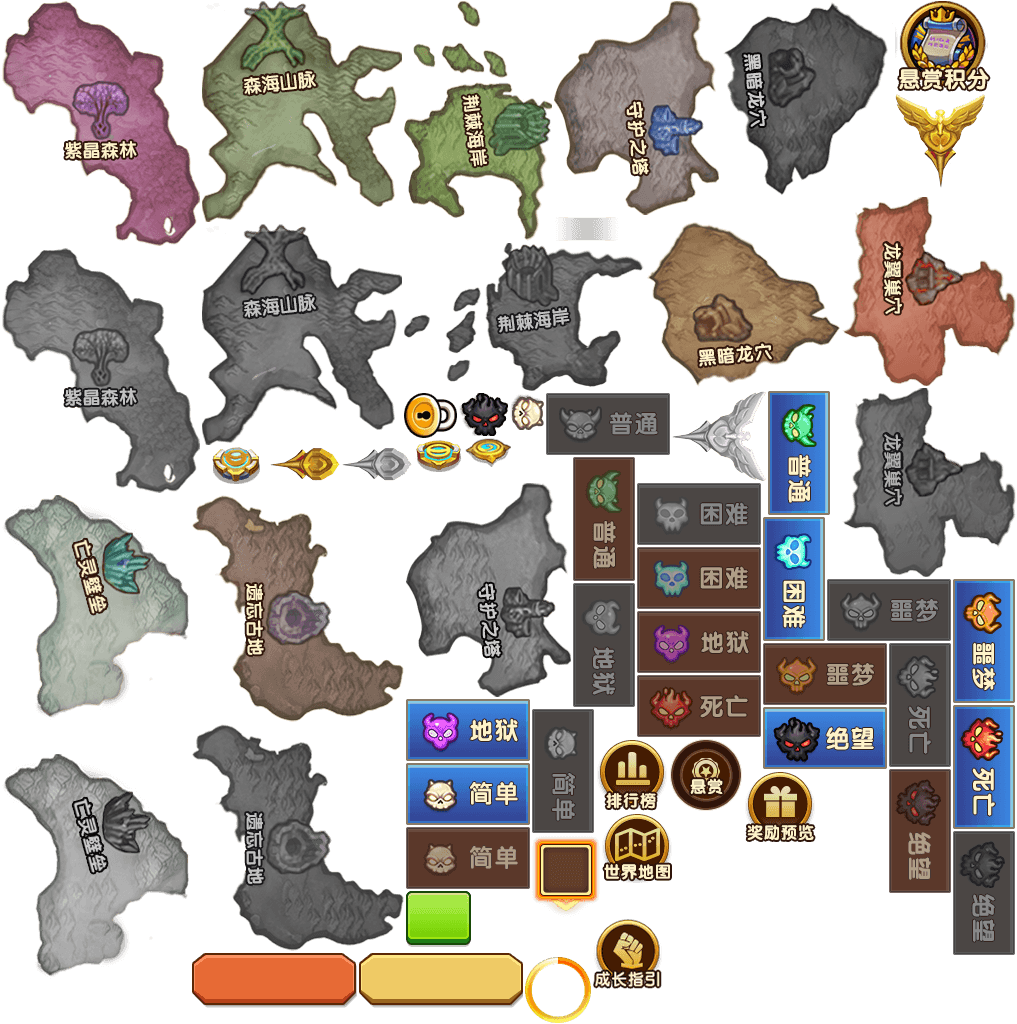 紫晶森林
森海山脉
荆棘海岸
守护之塔
黑暗龙穴
悬赏积分
紫晶森林
森海山脉
荆棘海岸
黑暗龙穴
龙翼巢穴
普通
普通
龙翼巢穴
普通
困难
困难
困难
亡灵壁垒
遗忘古地
守护之塔
地狱
地狱
噩梦
噩梦
噩梦
死亡
死亡
死亡
地狱
简单
绝望
简单
简单
排行榜
悬赏
奖励预览
世界地图
绝望
绝望
亡灵壁垒
遗忘古地
成长指引